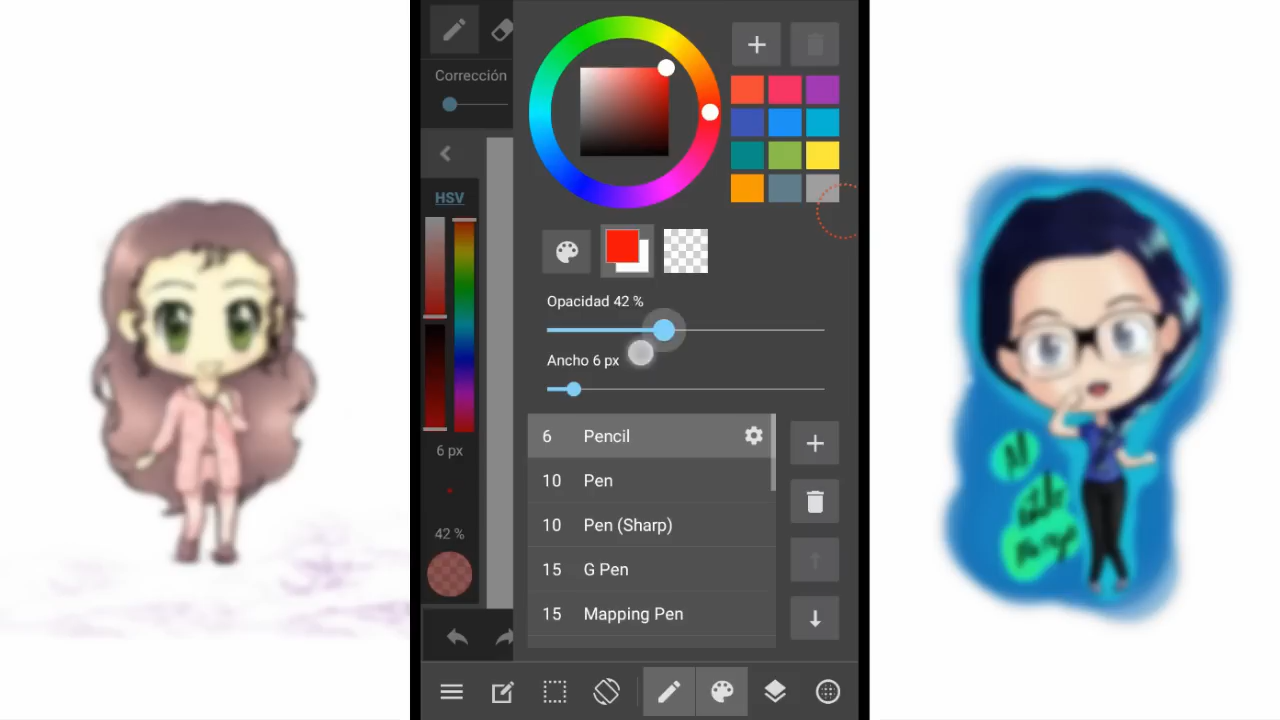 Corrección
HSV
Opacidad 42 %
Ancho 6 px
6 Pencil
10 Pen
10 Pen (Sharp)
15 G Pen
15 Mapping Pen
6 px
42 %